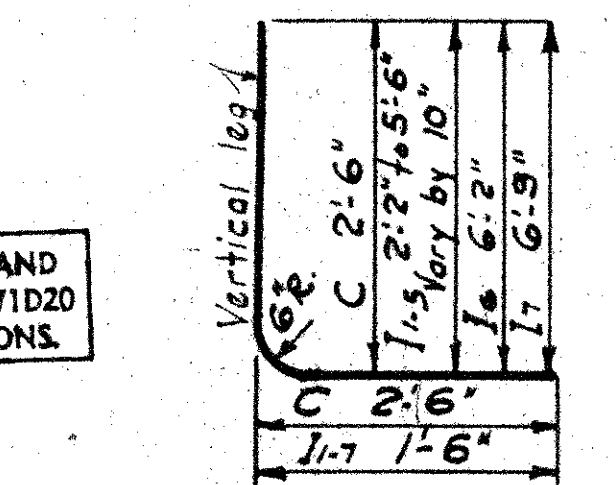 AND
W1D20
ONS.
Vertical leg
6" R.
C 2'-6"
I1-5 2'-2" to 5'-6"
Vary by 10"
I6 6'-2"
I7 6'-9"
C 2'-6"
I1-7 1'-6"